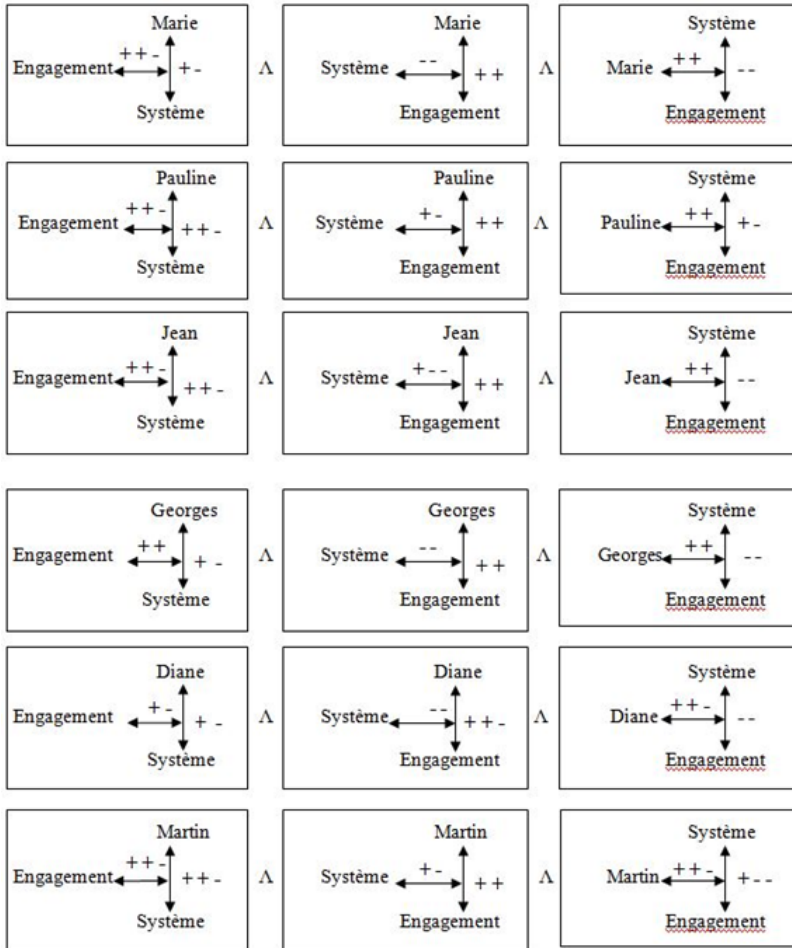 Marie Marie Système
Engagement + + - + - Λ Système - - + + Λ Marie + + - -
Système Engagement Engagement
Pauline Pauline Système
Engagement + + - + + - Λ Système + - + + Λ Pauline + + + -
Système Engagement Engagement
Jean Jean Système
Engagement + + - + + - Λ Système + - - + + Λ Jean + + - -
Système Engagement Engagement
Georges Georges Système
Engagement + + + - Λ Système - - + + Λ Georges + + - -
Système Engagement Engagement
Diane Diane Système
Engagement + - + - Λ Système - - + + - Λ Diane + + - - -
Système Engagement Engagement
Martin Martin Système
Engagement + + - + + - Λ Système + - + + Λ Martin + + - + - -
Système Engagement Engagement